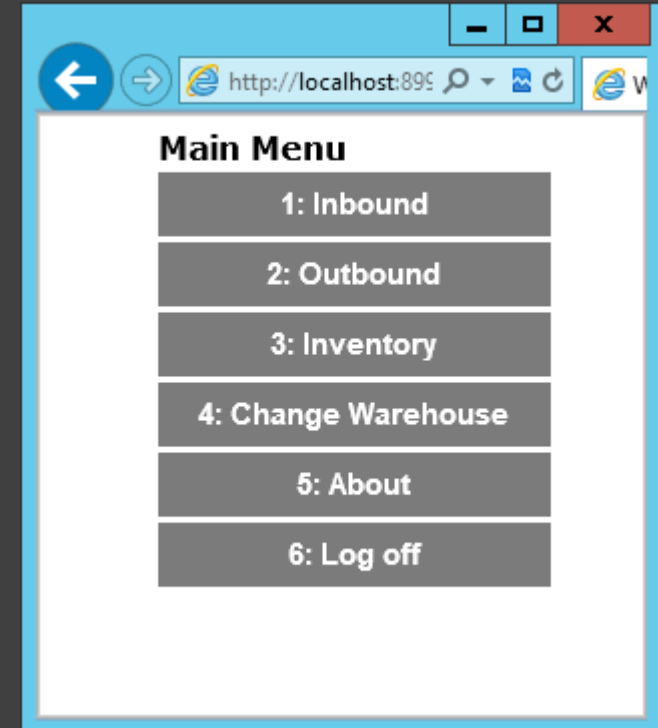 http://localhost:899
Main Menu
1: Inbound
2: Outbound
3: Inventory
4: Change Warehouse
5: About
6: Log off